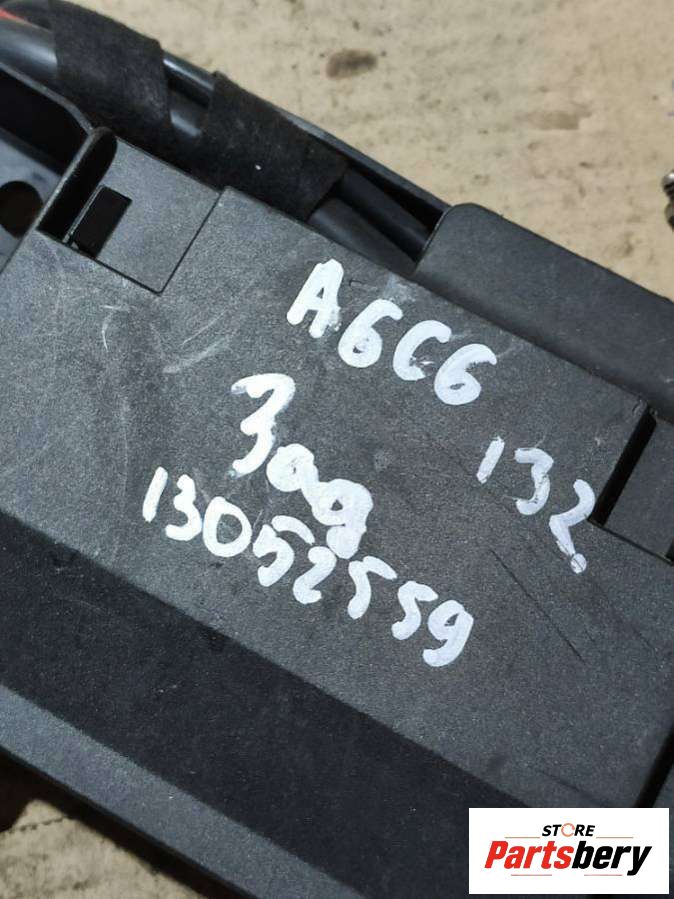 A6C6
132
Зад
13052559
STORE
Partsbery